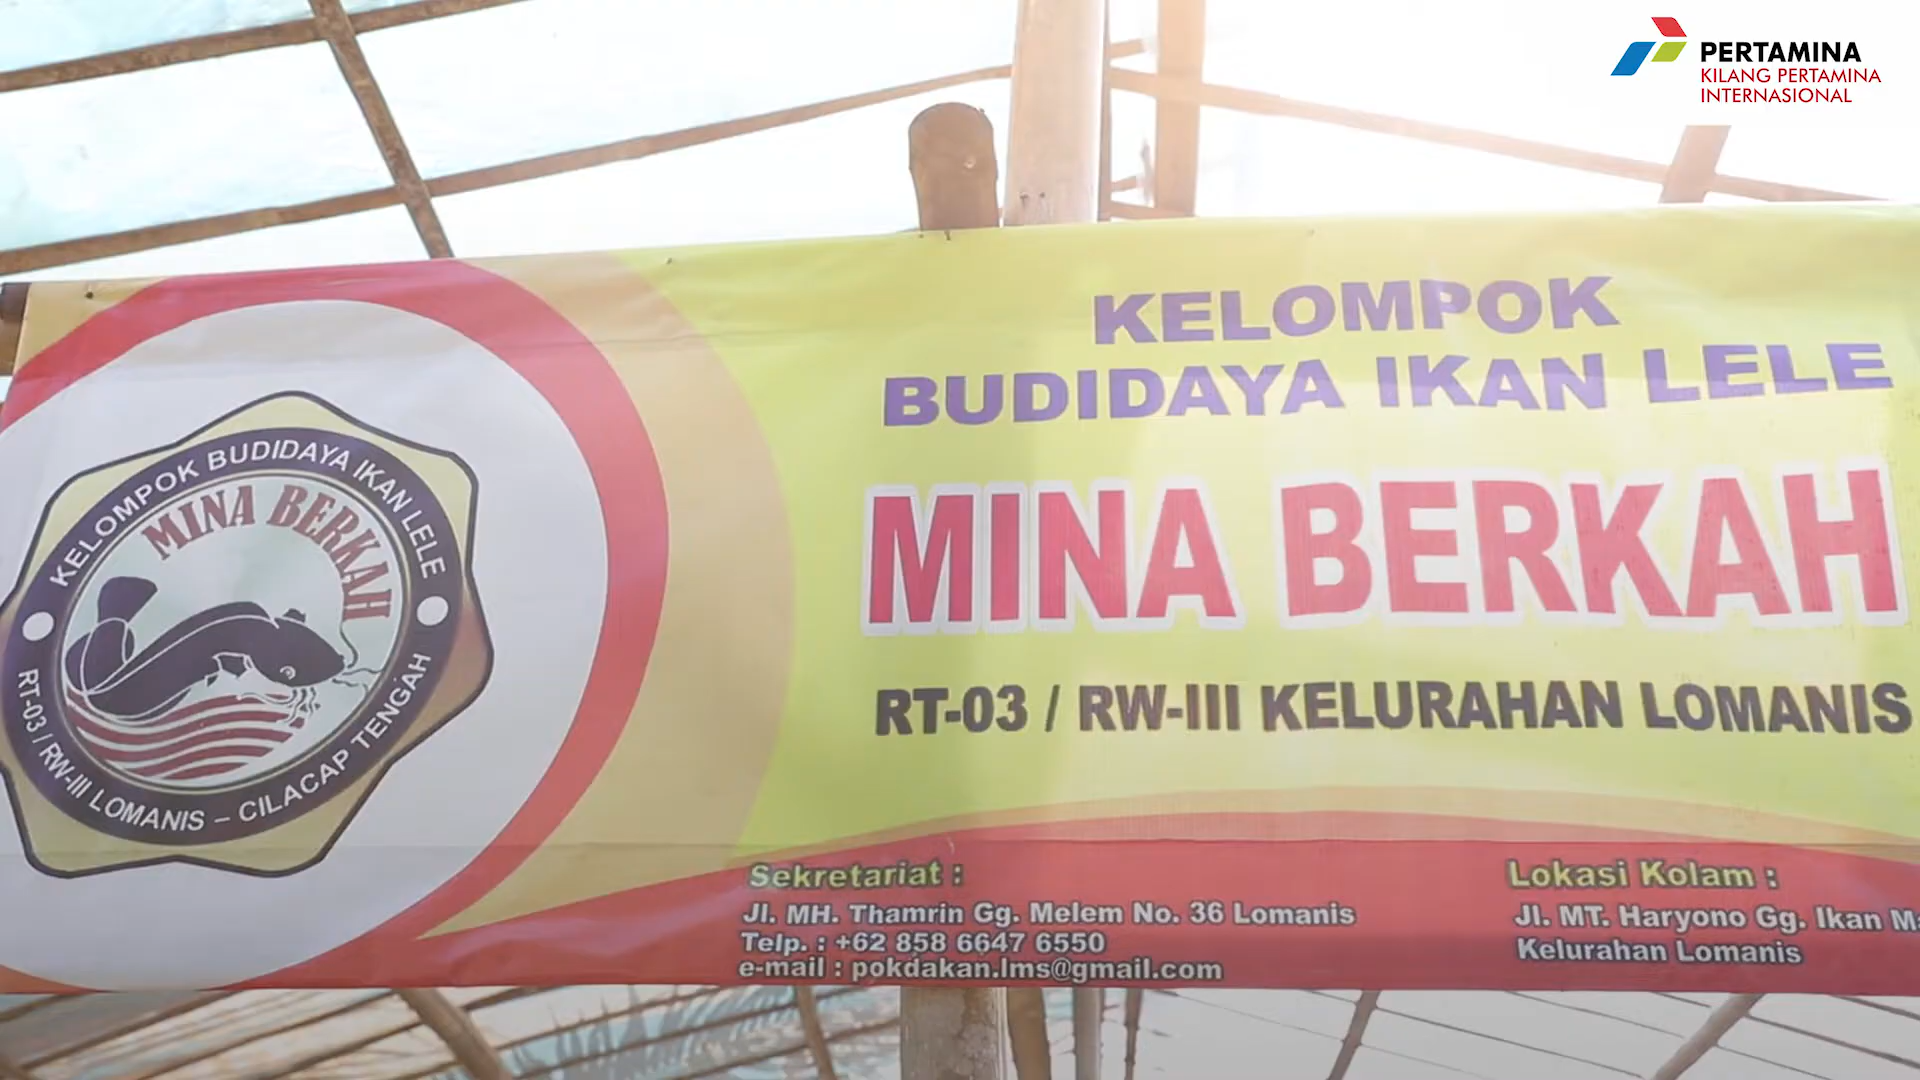 PERTAMINA
KILANG PERTAMINA
INTERNASIONAL
KELOMPOK
BUDIDAYA IKAN LELE
MINA BERKAH
RT-03 / RW-III KELURAHAN LOMANIS
KELOMPOK BUDIDAYA IKAN LELE
MINA BERKAH
RT-03 / RW-III LOMANIS – CILACAP TENGAH
Sekretariat :
Jl. MH. Thamrin Gg. Melem No. 36 Lomanis
Telp. : +62 858 6647 6550
e-mail : pokdakan.lms@gmail.com
Lokasi Kolam :
Jl. MT. Haryono Gg. Ikan
Kelurahan Lomanis